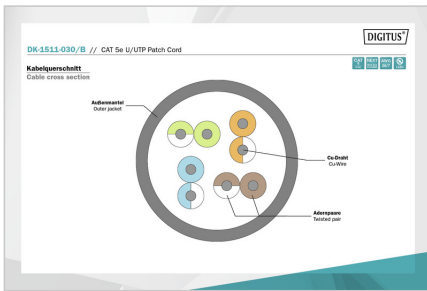 DIGITUS®
DK-1511-030/B // CAT 5e U/UTP Patch Cord
Kabelquerschnitt
Cable cross section
Außenmantel
Outer jacket
Cu-Draht
Cu-Wire
Adernpaare
Twisted pair